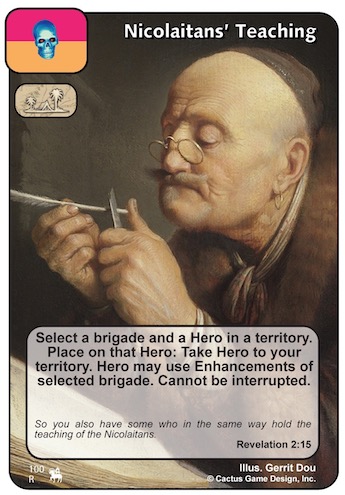 Nicolaitans' Teaching
Select a brigade and a Hero in a territory.
Place on that Hero: Take Hero to your
territory. Hero may use Enhancements of
selected brigade. Cannot be interrupted.
So you also have some who in the same way hold the
teaching of the Nicolaitans.
Revelation 2:15
100
R
Illus. Gerrit Dou
© Cactus Game Design, Inc.